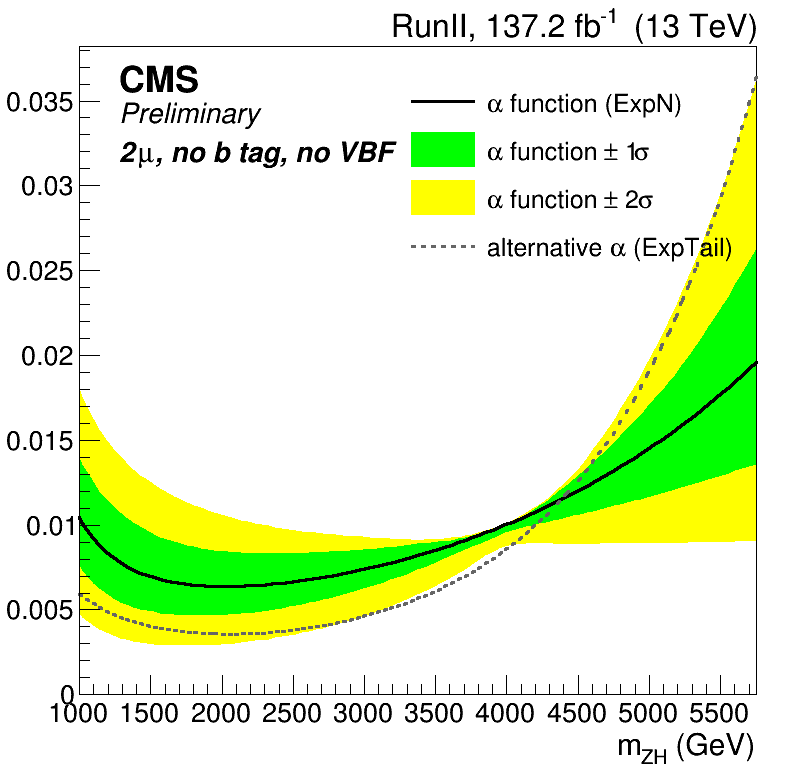 RunII, 137.2 fb-1 (13 TeV)
CMS
Preliminary
2μ, no b tag, no VBF
α function (ExpN)
α function ± 1σ
α function ± 2σ
alternative α (ExpTail)
0.035
0.03
0.025
0.02
0.015
0.01
0.005
0
1000 1500 2000 2500 3000 3500 4000 4500 5000 5500
mZH (GeV)